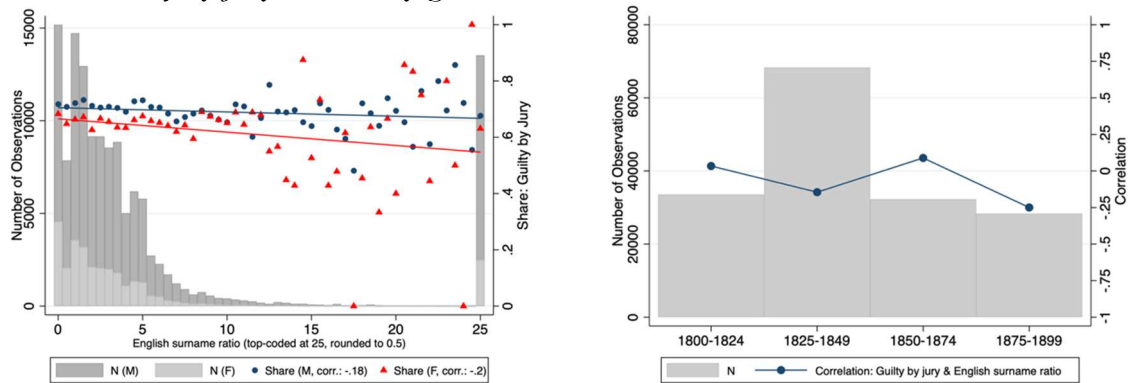 15000
10000
5000
0
Number of Observations
1
.8
.6
.4
.2
0
Share: Guilty by Jury
0 5 10 15 20 25
English surname ratio (top-coded at 25, rounded to 0.5)
N (M) N (F) Share (M, corr.: -.18) Share (F, corr.: -.2)
80000
60000
40000
20000
0
Number of Observations
1
.75
.5
.25
0
-.25
-.5
-.75
-1
Correlation
1800-1824 1825-1849 1850-1874 1875-1899
N Correlation: Guilty by jury & English surname ratio